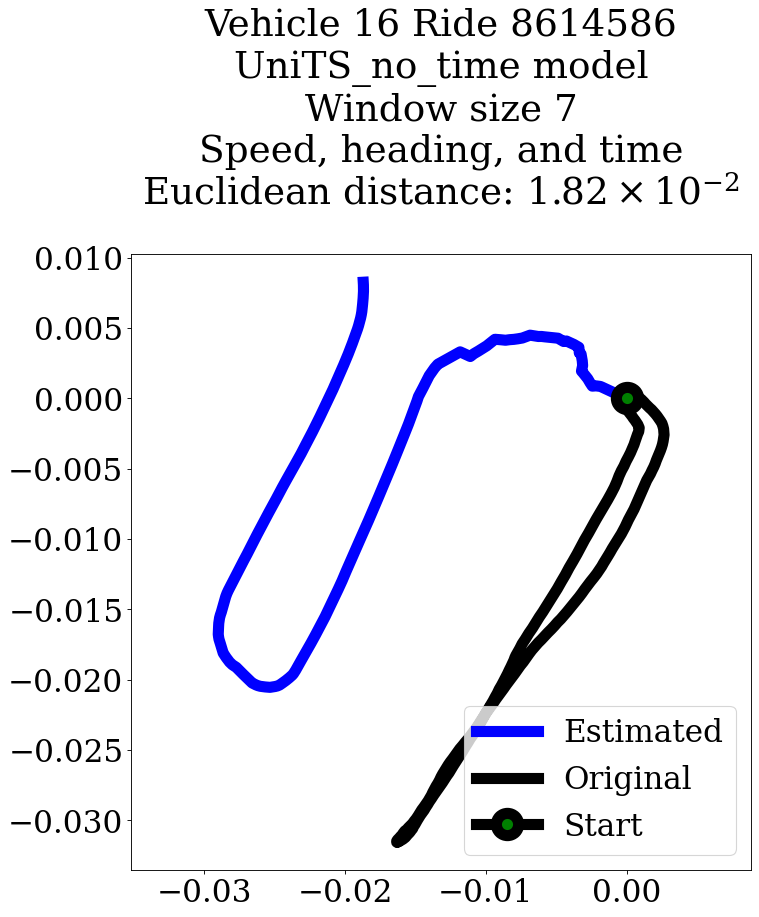 Vehicle 16 Ride 8614586
UniTS_no_time model
Window size 7
Speed, heading, and time
Euclidean distance: 1.82 × 10⁻²
0.010
0.005
0.000
−0.005
−0.010
−0.015
−0.020
−0.025
−0.030
Estimated
Original
Start
−0.03 −0.02 −0.01 0.00